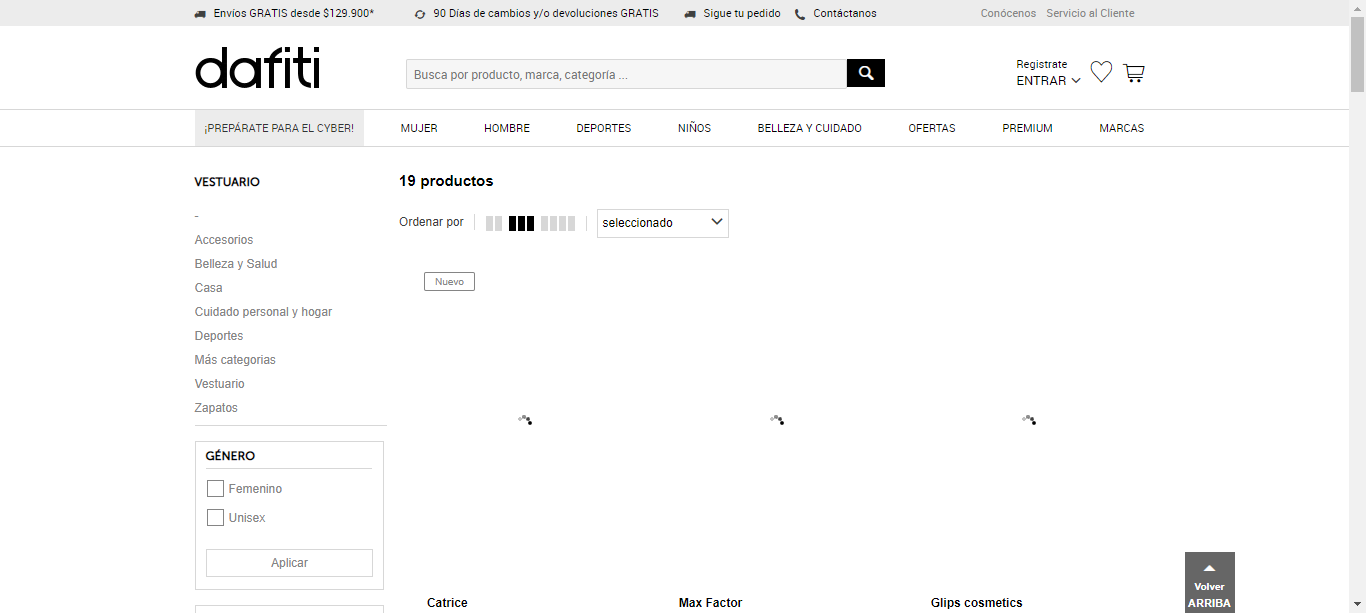 Envíos GRATIS desde $129.900* 90 Días de cambios y/o devoluciones GRATIS Sigue tu pedido Contáctanos Conócenos Servicio al Cliente
dafiti
Busca por producto, marca, categoría ...
Registrate
ENTRAR
¡PREPÁRATE PARA EL CYBER! MUJER HOMBRE DEPORTES NIÑOS BELLEZA Y CUIDADO OFERTAS PREMIUM MARCAS
VESTUARIO
-
Accesorios
Belleza y Salud
Casa
Cuidado personal y hogar
Deportes
Más categorias
Vestuario
Zapatos
GÉNERO
Femenino
Unisex
Aplicar
19 productos
Ordenar por seleccionado
Nuevo
Catrice Max Factor Glips cosmetics
Volver
ARRIBA